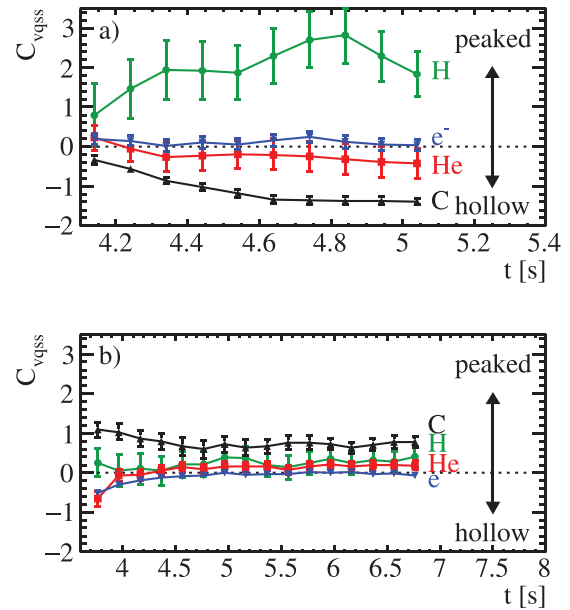 C_vqss
3
2
1
0
−1
−2
a)
H
e⁻
He
C
peaked
hollow
4.2 4.4 4.6 4.8 5 5.2 5.4
t [s]
C_vqss
3
2
1
0
−1
−2
b)
C
H
He
e⁻
peaked
hollow
4 4.5 5 5.5 6 6.5 7 7.5 8
t [s]